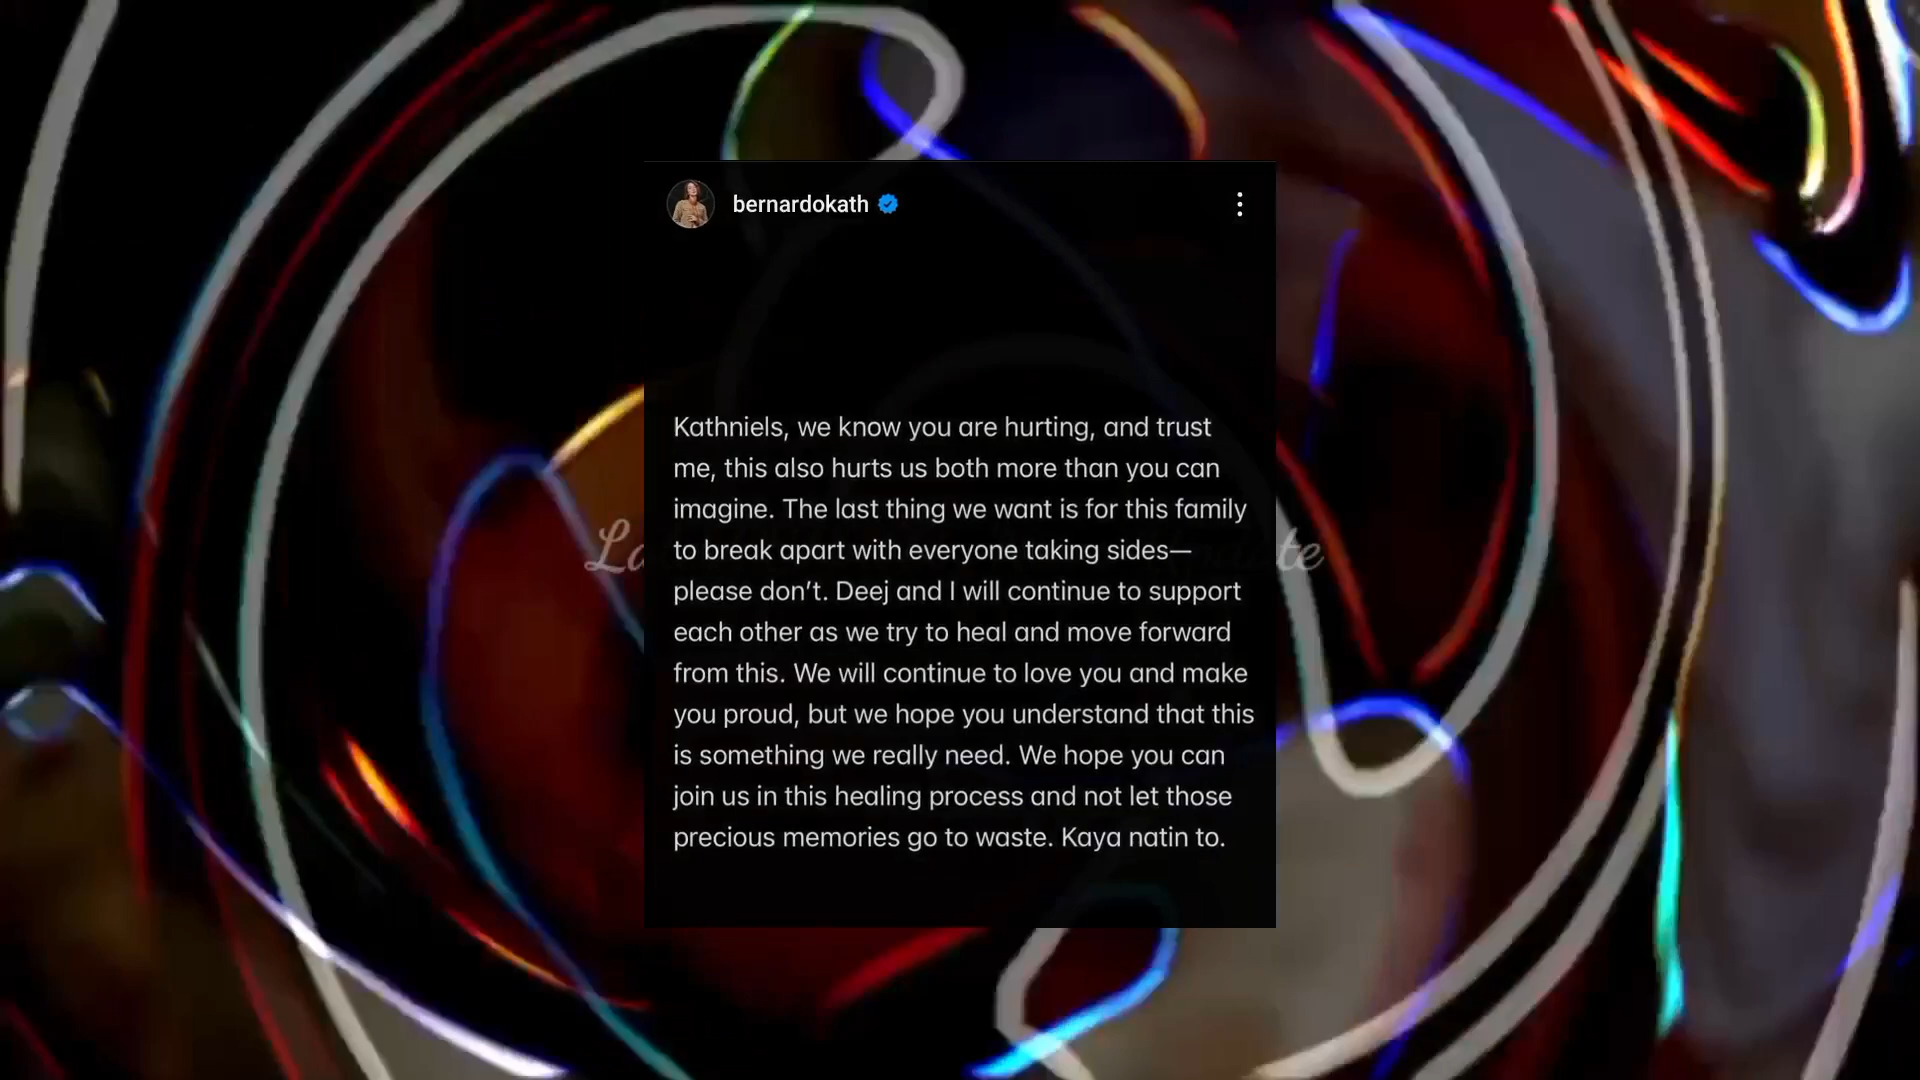 bernardokath
Kathniels, we know you are hurting, and trust
me, this also hurts us both more than you can
imagine. The last thing we want is for this family
to break apart with everyone taking sides—
please don’t. Deej and I will continue to support
each other as we try to heal and move forward
from this. We will continue to love you and make
you proud, but we hope you understand that this
is something we really need. We hope you can
join us in this healing process and not let those
precious memories go to waste. Kaya natin to.